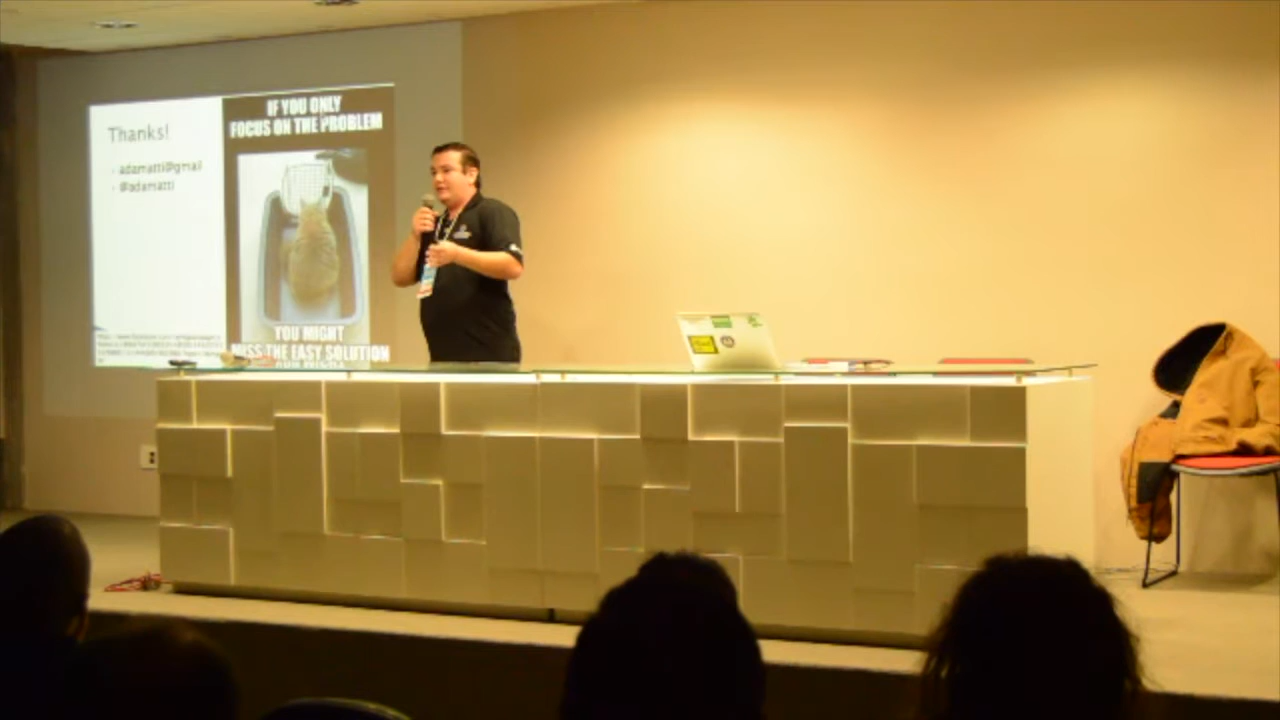 Thanks!
- adamatti@gmail
- @adamatti
IF YOU ONLY
FOCUS ON THE PROBLEM
YOU MIGHT
MISS THE EASY SOLUTION